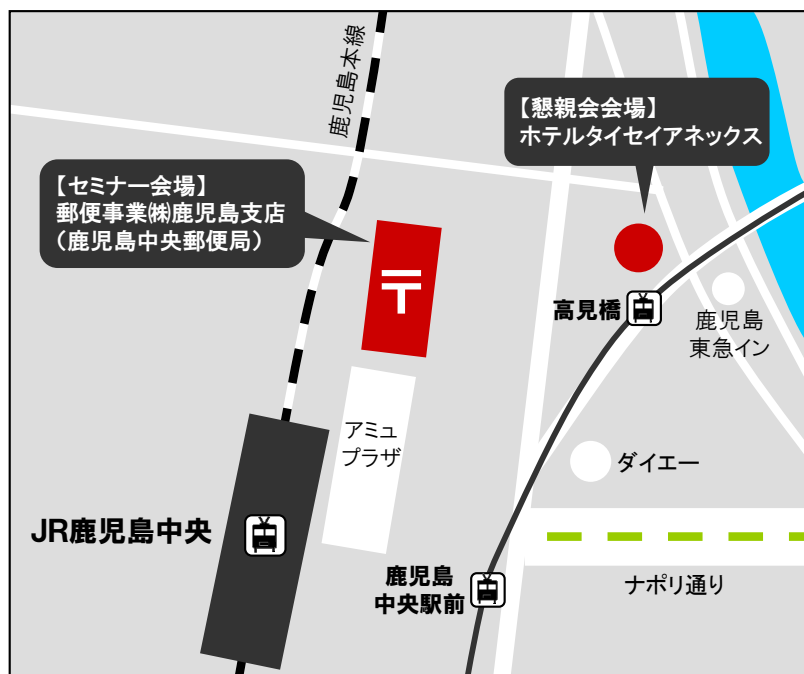 鹿児島本線
【懇親会会場】
ホテルタイセイアネックス
【セミナー会場】
郵便事業㈱鹿児島支店
（鹿児島中央郵便局）
〒
高見橋
鹿児島
東急イン
アミュ
プラザ
ダイエー
JR鹿児島中央
鹿児島
中央駅前
ナポリ通り